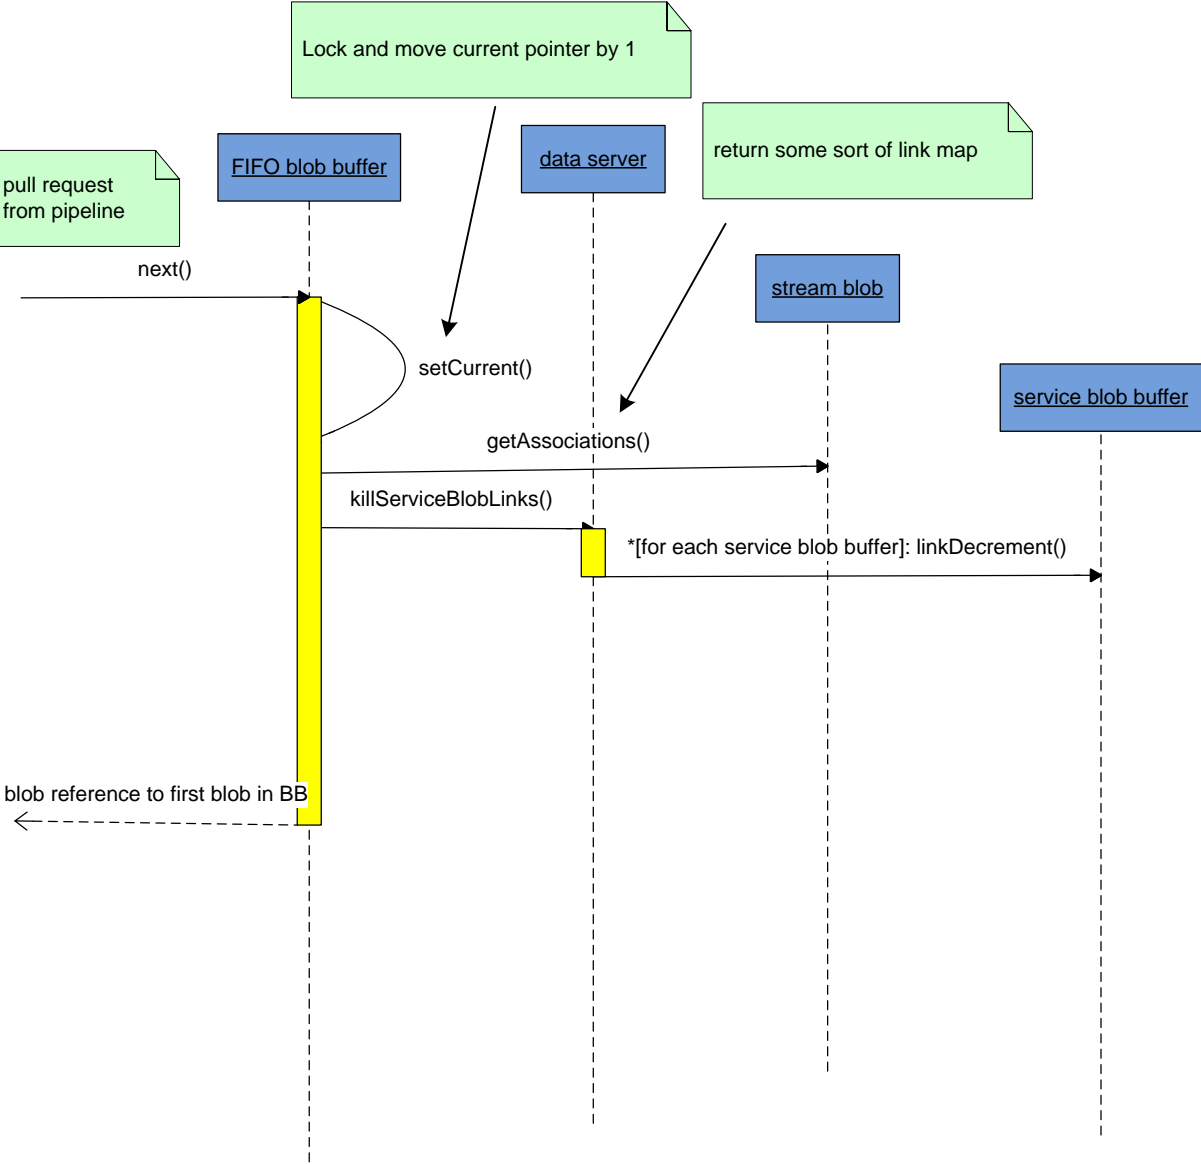 Lock and move current pointer by 1
return some sort of link map
data server
FIFO blob buffer
pull request
from pipeline
next()
stream blob
setCurrent()
service blob buffer
getAssociations()
killServiceBlobLinks()
*[for each service blob buffer]: linkDecrement()
blob reference to first blob in BB